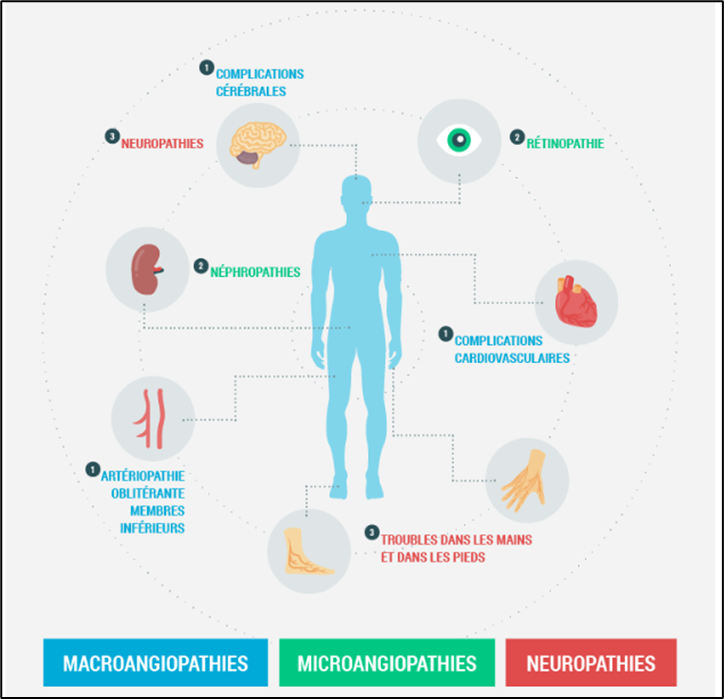 1 COMPLICATIONS
CÉRÉBRALES
3 NEUROPATHIES
2 RÉTINOPATHIE
2 NÉPHROPATHIES
1 COMPLICATIONS
CARDIOVASCULAIRES
1 ARTÉRIOPATHIE
OBLITÉRANTE
MEMBRES
INFÉRIEURS
3 TROUBLES DANS LES MAINS
ET DANS LES PIEDS
MACROANGIOPATHIES
MICROANGIOPATHIES
NEUROPATHIES